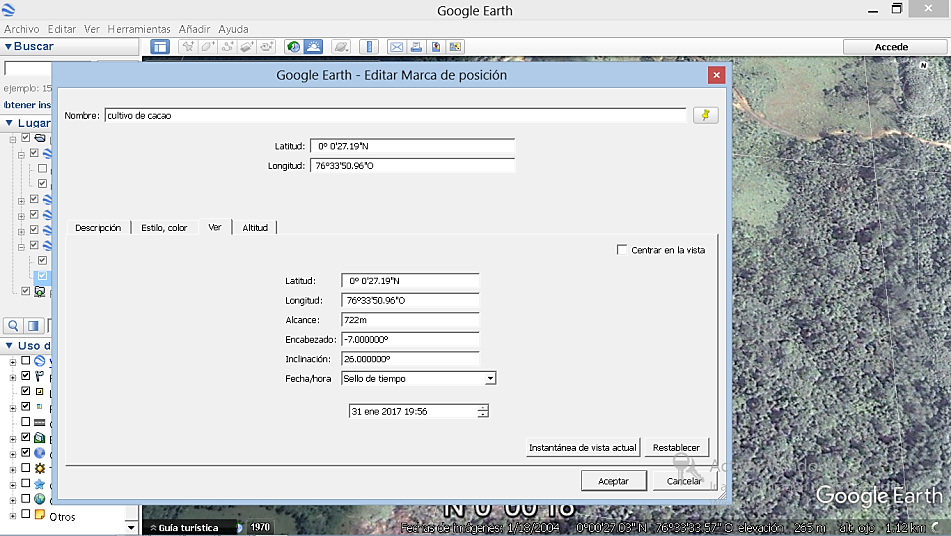 Google Earth
Archivo Editar Ver Herramientas Añadir Ayuda
Buscar
Accede
Google Earth - Editar Marca de posición
ejemplo: 15
Nombre: cultivo de cacao
Obtener ins
Lugar
Latitud: 0° 0'27.19"N
Longitud: 76°33'50.96"O
N
Descripción Estilo, color Ver Altitud
Centrar en la vista
Latitud: 0° 0'27.19"N
Longitud: 76°33'50.96"O
Alcance: 722m
Encabezado: -7.000000°
Inclinación: 26.000000°
Fecha/hora Sello de tiempo
Uso d
31 ene 2017 19:56
Instantánea de vista actual Restablecer
Aceptar Cancelar
Google Earth
Otros
Guía turística
1970
Fechas de imágenes: 1/18/2004 0°00'27.03" N 76°33'33.57" O elevación 265 m alt. ojo 1.12 km